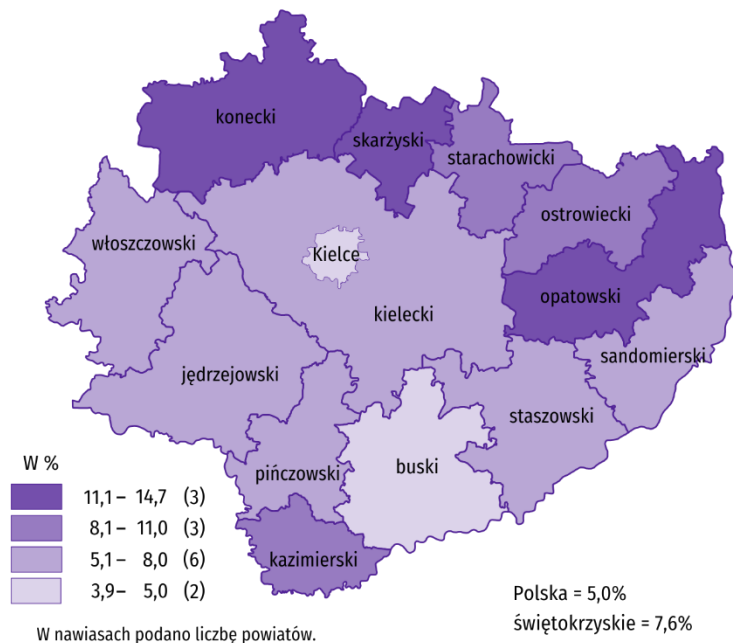 konecki
skarżyski
starachowicki
ostrowiecki
włoszczowski
Kielce
opatowski
kielecki
sandomierski
jędrzejowski
staszowski
pińczowski
buski
kazimierski
W %
11,1 – 14,7 (3)
8,1 – 11,0 (3)
5,1 – 8,0 (6)
3,9 – 5,0 (2)
Polska = 5,0%
świętokrzyskie = 7,6%
W nawiasach podano liczbę powiatów.